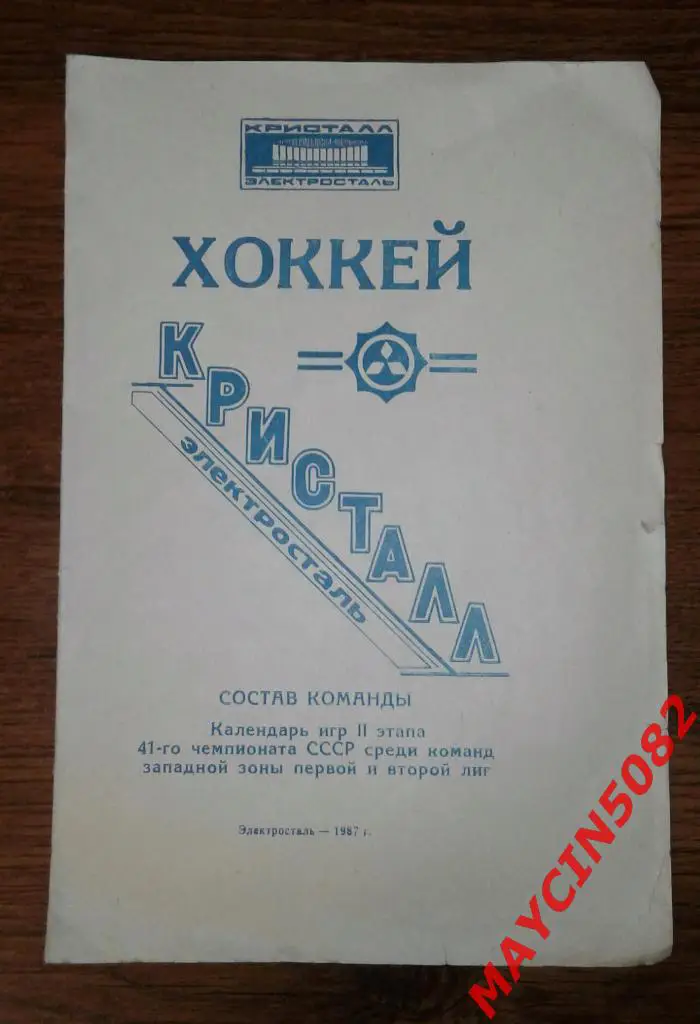 КРИСТАЛЛ
ЭЛЕКТРОСТАЛЬ
ХОККЕЙ
КРИСТАЛЛ
электросталь
СОСТАВ КОМАНДЫ
Календарь игр II этапа
41-го чемпионата СССР среди команд
западной зоны первой и второй лиг
Электросталь — 1987 г.
MAYCIN5082